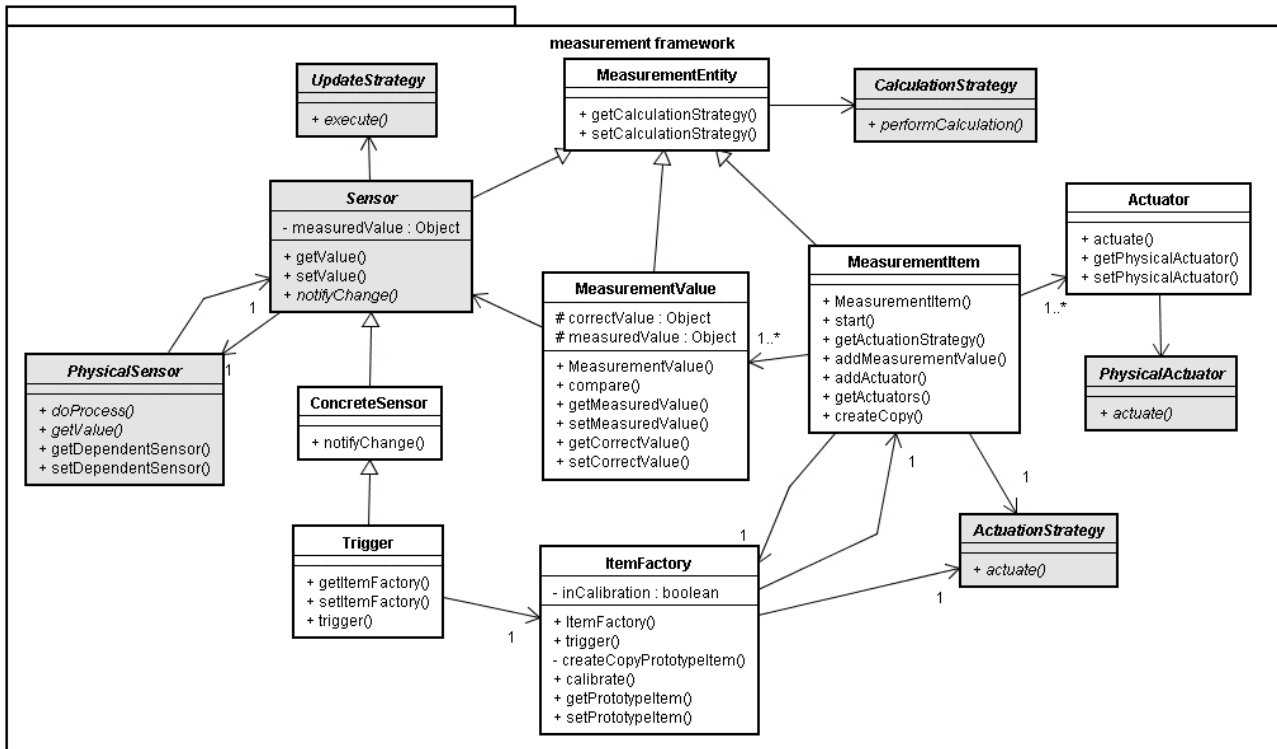 measurement framework
UpdateStrategy
+ execute()
MeasurementEntity
+ getCalculationStrategy()
+ setCalculationStrategy()
CalculationStrategy
+ performCalculation()
Sensor
- measuredValue : Object
+ getValue()
+ setValue()
+ notifyChange()
Actuator
+ actuate()
+ getPhysicalActuator()
+ setPhysicalActuator()
MeasurementItem
+ MeasurementItem()
+ start()
+ getActuationStrategy()
+ addMeasurementValue()
+ addActuator()
+ getActuators()
+ createCopy()
MeasurementValue
# correctValue : Object
# measuredValue : Object
+ MeasurementValue()
+ compare()
+ getMeasuredValue()
+ setMeasuredValue()
+ getCorrectValue()
+ setCorrectValue()
1
1
1..*
1..*
PhysicalSensor
+ doProcess()
+ getValue()
+ getDependentSensor()
+ setDependentSensor()
ConcreteSensor
+ notifyChange()
PhysicalActuator
+ actuate()
1
1
1
ActuationStrategy
+ actuate()
Trigger
+ getItemFactory()
+ setItemFactory()
+ trigger()
1
ItemFactory
- inCalibration : boolean
+ ItemFactory()
+ trigger()
- createCopyPrototypeItem()
+ calibrate()
+ getPrototypeItem()
+ setPrototypeItem()
1